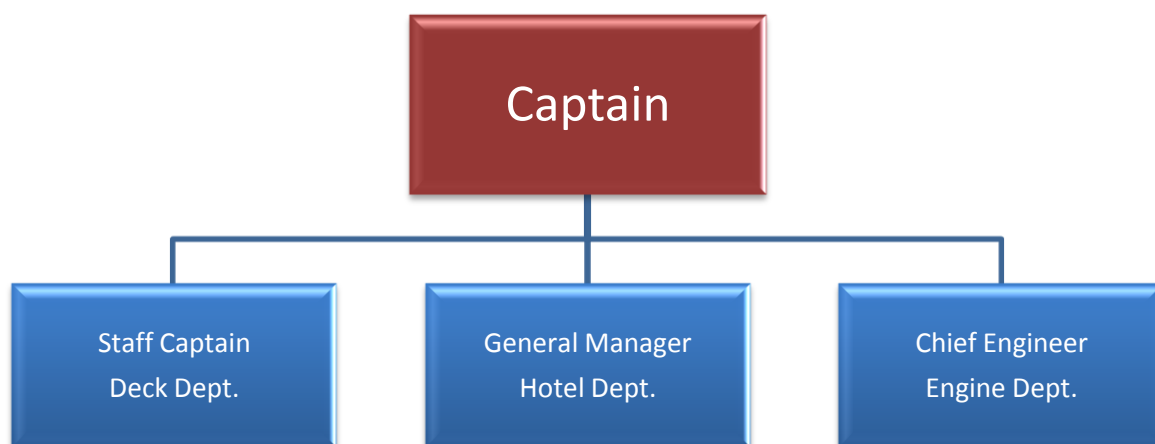 Captain
Staff Captain
Deck Dept.
General Manager
Hotel Dept.
Chief Engineer
Engine Dept.